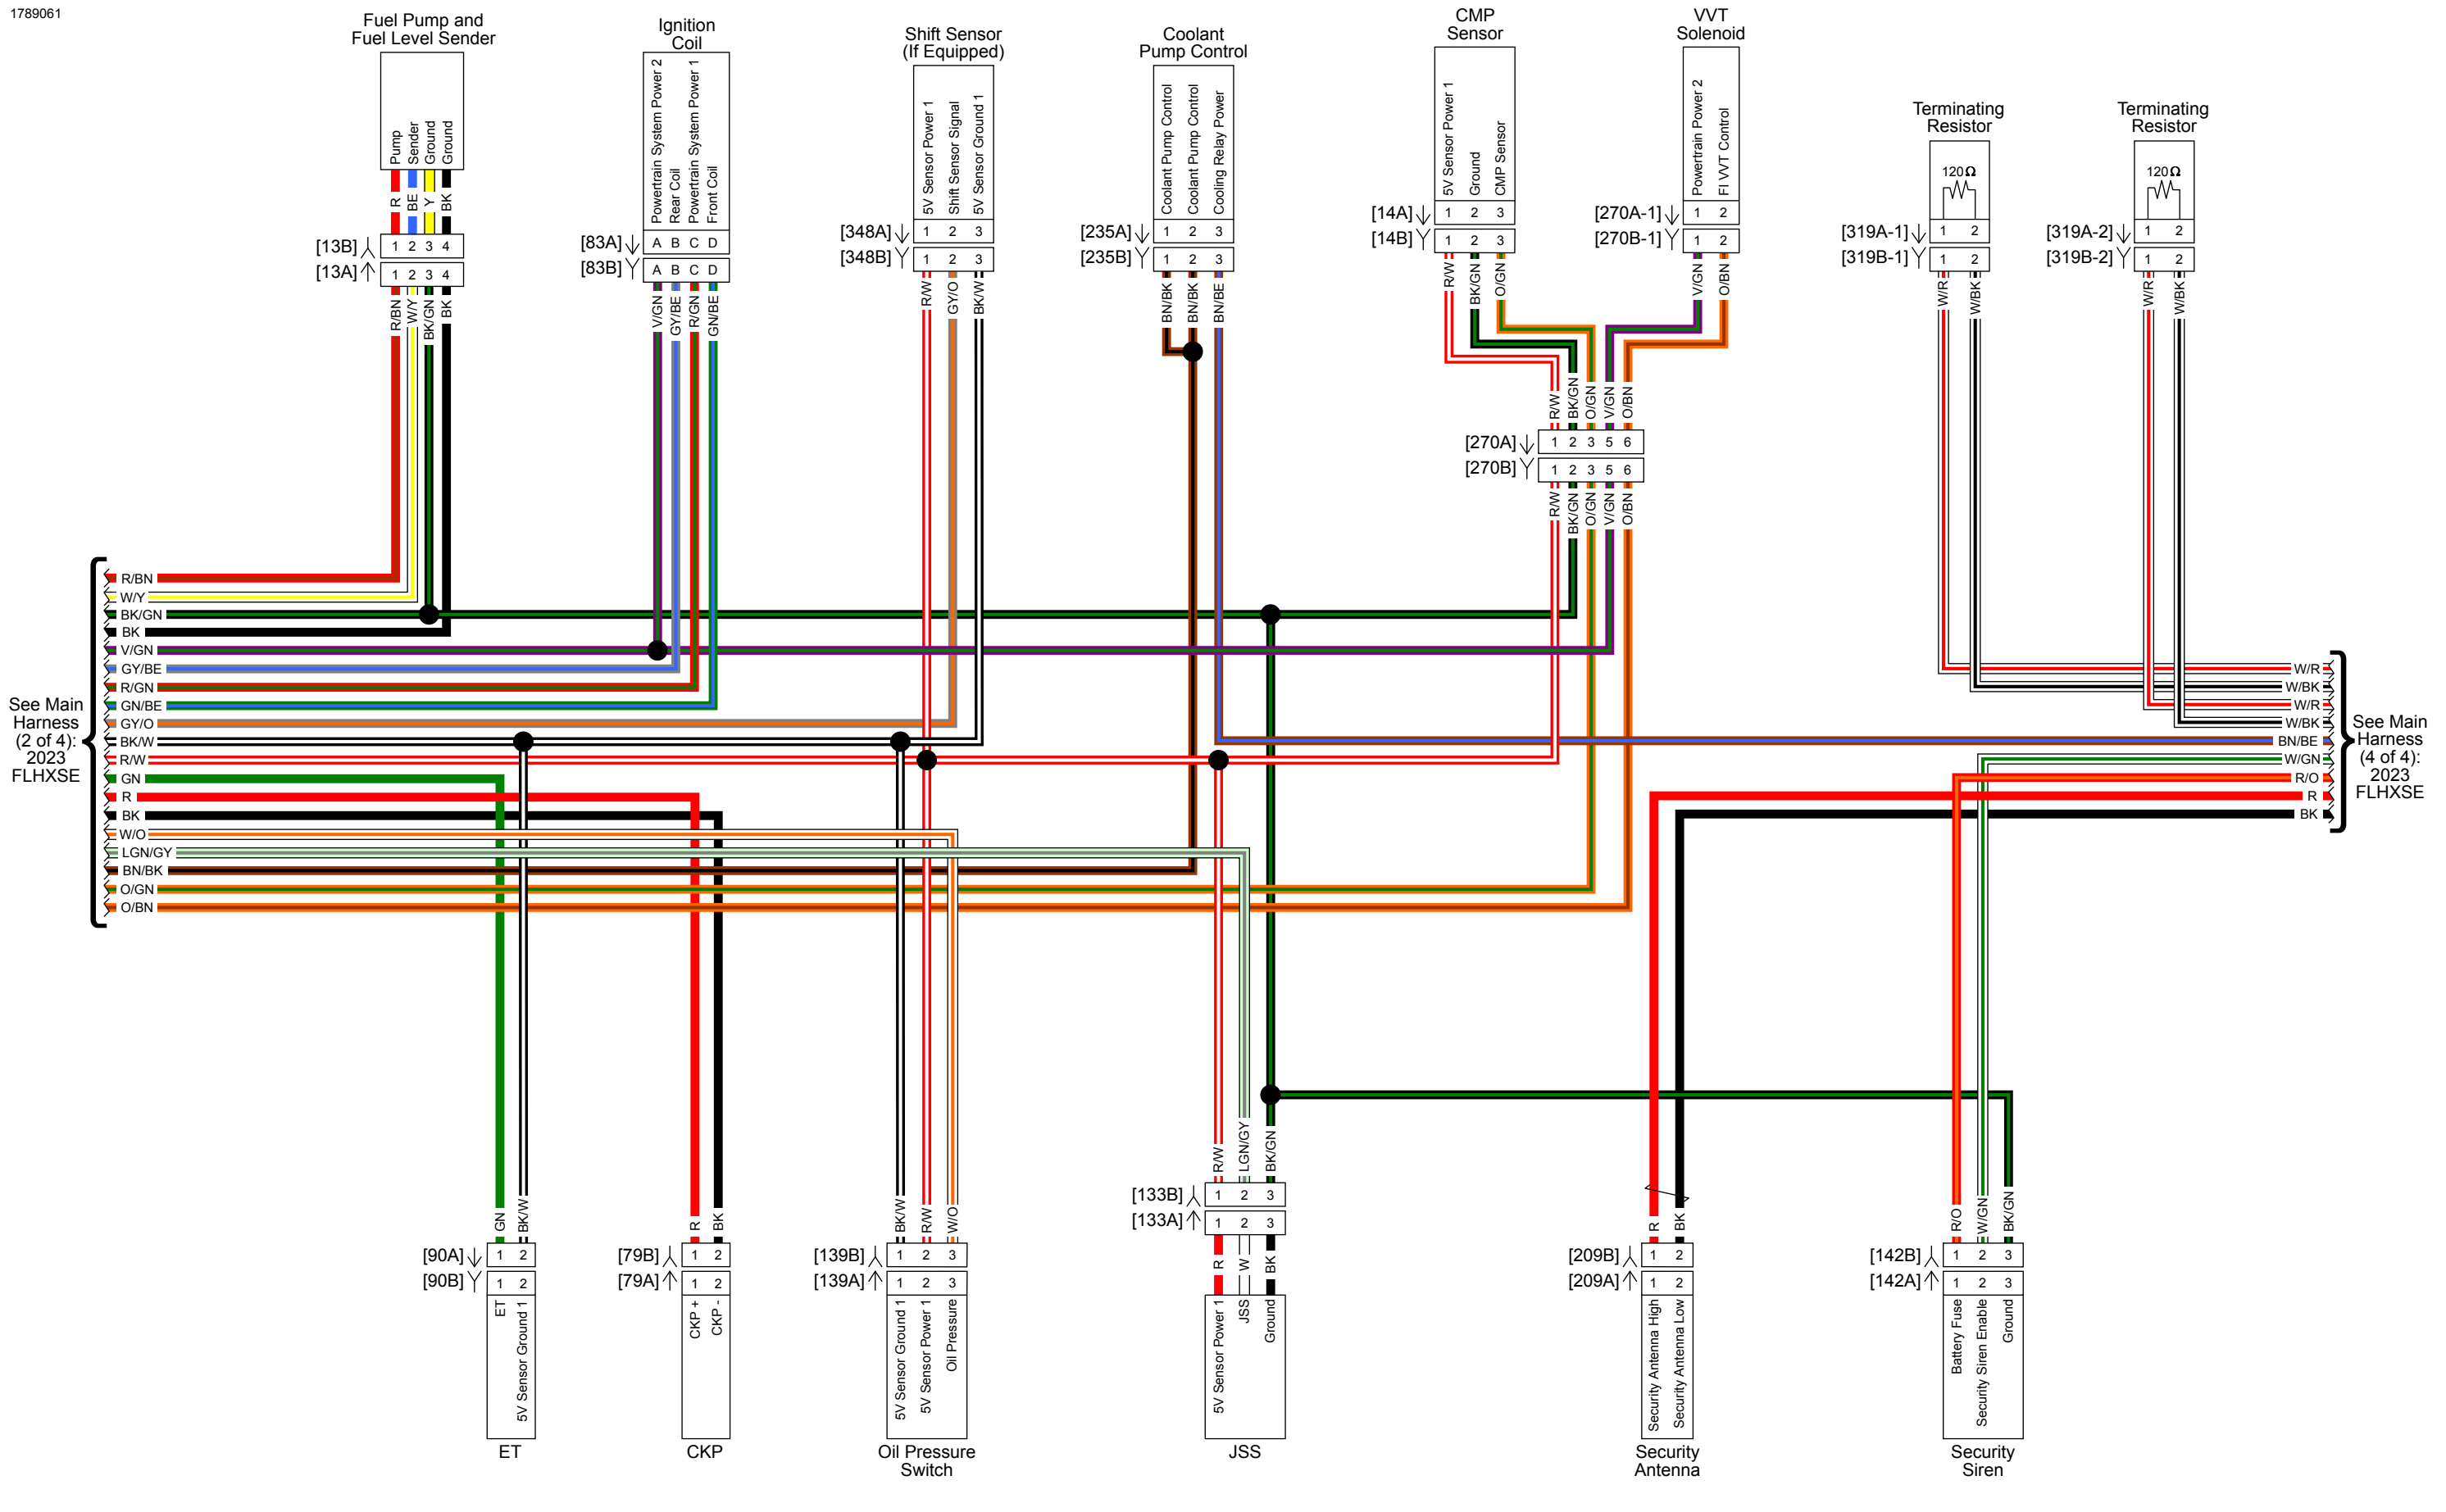 1789061
Fuel Pump and
Fuel Level Sender
Pump
Sender
Ground
Ground
R
BE
Y
BK
[13B]
1 2 3 4
[13A]
1 2 3 4
R/BN
W/Y
BK/GN
BK
Ignition
Coil
Powertrain System Power 2
Rear Coil
Powertrain System Power 1
Front Coil
[83A]
A B C D
[83B]
A B C D
V/GN
GY/BE
R/GN
GN/BE
Shift Sensor
(If Equipped)
5V Sensor Power 1
Shift Sensor Signal
5V Sensor Ground 1
[348A]
1 2 3
[348B]
1 2 3
R/W
GY/O
BK/W
Coolant
Pump Control
Coolant Pump Control
Coolant Pump Control
Cooling Relay Power
[235A]
1 2 3
[235B]
1 2 3
BN/BK
BN/BK
BN/BE
CMP
Sensor
5V Sensor Power 1
Ground
CMP Sensor
[14A]
1 2 3
[14B]
1 2 3
R/W
BK/GN
O/GN
VVT
Solenoid
Powertrain Power 2
FI VVT Control
[270A-1]
1 2
[270B-1]
1 2
V/GN
O/BN
R/W
BK/GN
O/GN
V/GN
O/BN
[270A]
1 2 3 5 6
[270B]
1 2 3 5 6
R/W
BK/GN
O/GN
V/GN
O/BN
Terminating
Resistor
120Ω
[319A-1]
1 2
[319B-1]
1 2
W/R
W/BK
Terminating
Resistor
120Ω
[319A-2]
1 2
[319B-2]
1 2
W/R
W/BK
See Main
Harness
(2 of 4):
2023
FLHXSE
R/BN
W/Y
BK/GN
BK
V/GN
GY/BE
R/GN
GN/BE
GY/O
BK/W
R/W
GN
R
BK
W/O
LGN/GY
BN/BK
O/GN
O/BN
W/R
W/BK
W/R
W/BK
BN/BE
W/GN
R/O
R
BK
See Main
Harness
(4 of 4):
2023
FLHXSE
GN
BK/W
[90A]
1 2
[90B]
1 2
ET
5V Sensor Ground 1
ET
R
BK
[79B]
1 2
[79A]
1 2
CKP +
CKP -
CKP
BK/W
R/W
W/O
[139B]
1 2 3
[139A]
1 2 3
5V Sensor Ground 1
5V Sensor Power 1
Oil Pressure
Oil Pressure
Switch
R/W
LGN/GY
BK/GN
[133B]
1 2 3
[133A]
1 2 3
R
W
BK
5V Sensor Power 1
JSS
Ground
JSS
R
BK
[209B]
1 2
[209A]
1 2
Security Antenna High
Security Antenna Low
Security
Antenna
R/O
W/GN
BK/GN
[142B]
1 2 3
[142A]
1 2 3
Battery Fuse
Security Siren Enable
Ground
Security
Siren